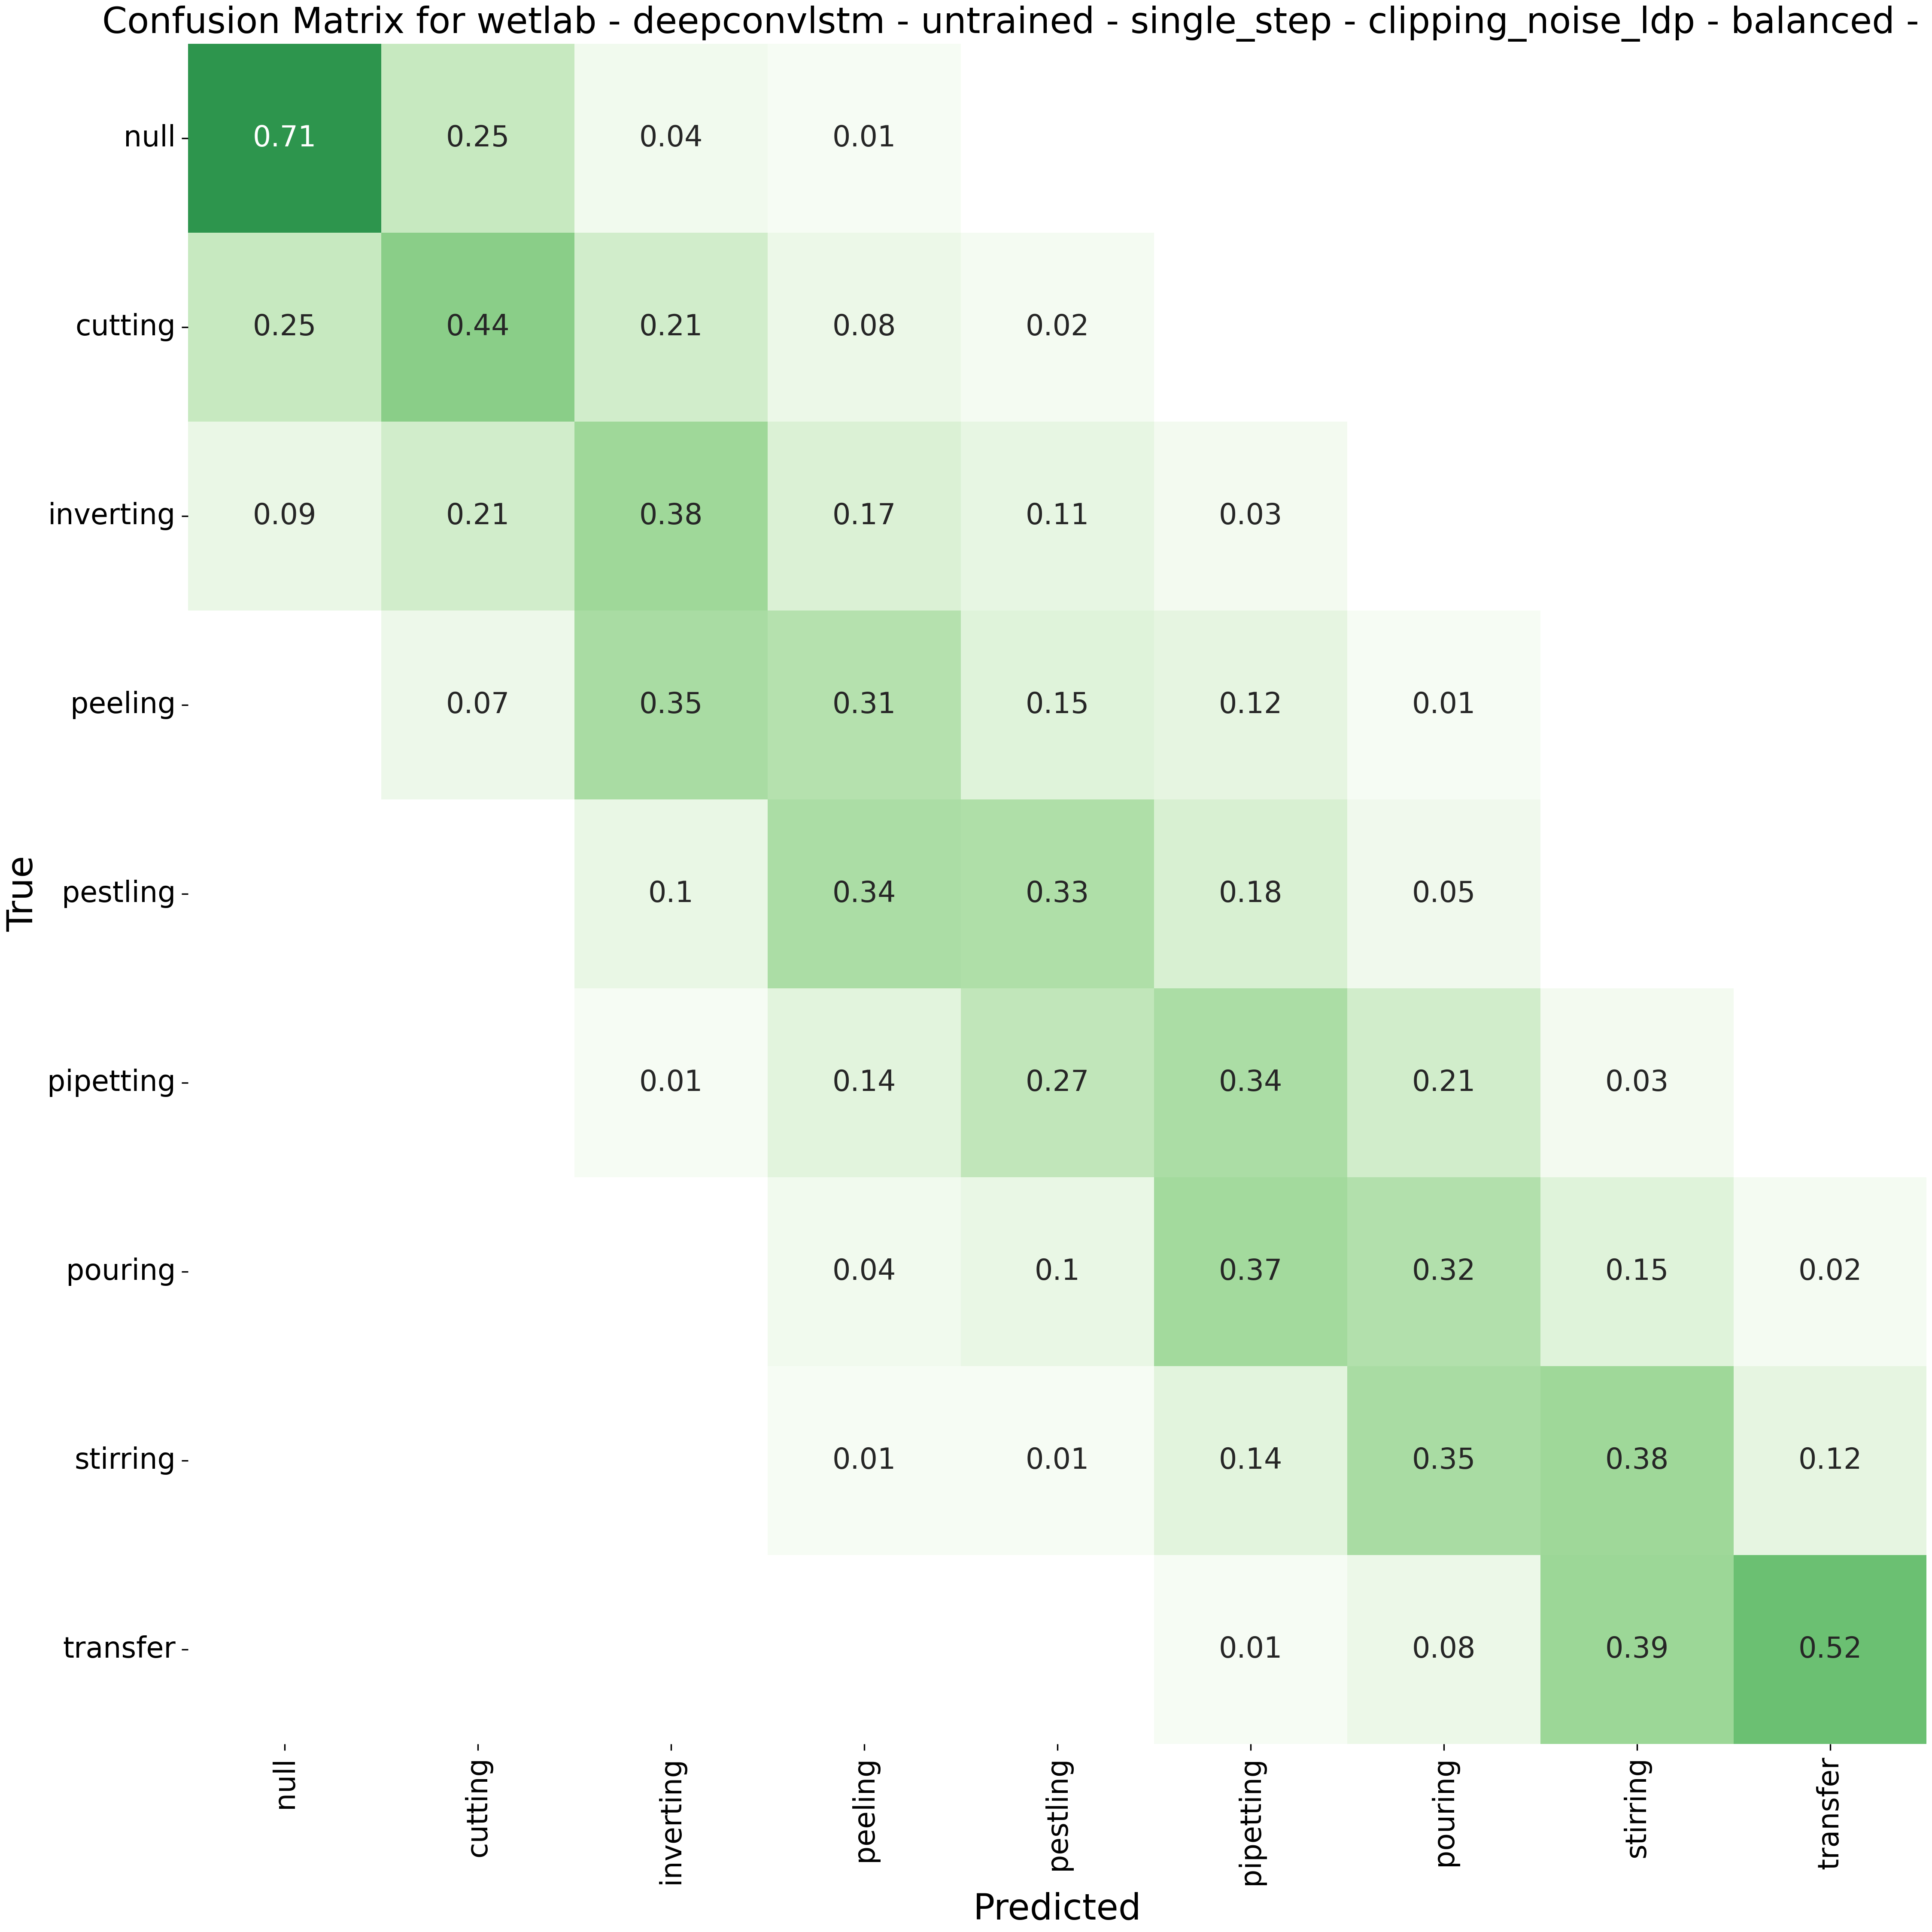 Confusion Matrix for wetlab - deepconvlstm - untrained - single_step - clipping_noise_ldp - balanced -
null 0.71 0.25 0.04 0.01
cutting 0.25 0.44 0.21 0.08 0.02
inverting 0.09 0.21 0.38 0.17 0.11 0.03
peeling 0.07 0.35 0.31 0.15 0.12 0.01
pestling 0.1 0.34 0.33 0.18 0.05
pipetting 0.01 0.14 0.27 0.34 0.21 0.03
pouring 0.04 0.1 0.37 0.32 0.15 0.02
stirring 0.01 0.01 0.14 0.35 0.38 0.12
transfer 0.01 0.08 0.39 0.52
True
null cutting inverting peeling pestling pipetting pouring stirring transfer
Predicted